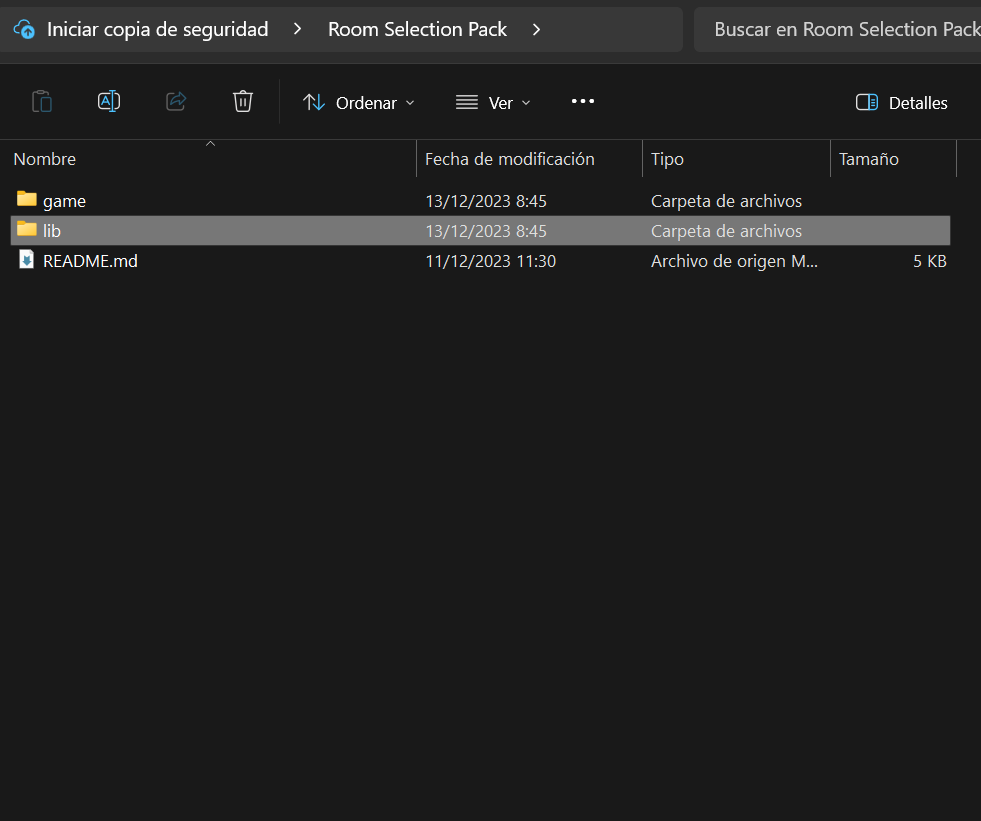 Iniciar copia de seguridad > Room Selection Pack > Buscar en Room Selection Pack
Ordenar Ver ... Detalles
Nombre Fecha de modificación Tipo Tamaño
game 13/12/2023 8:45 Carpeta de archivos
lib 13/12/2023 8:45 Carpeta de archivos
README.md 11/12/2023 11:30 Archivo de origen M... 5 KB